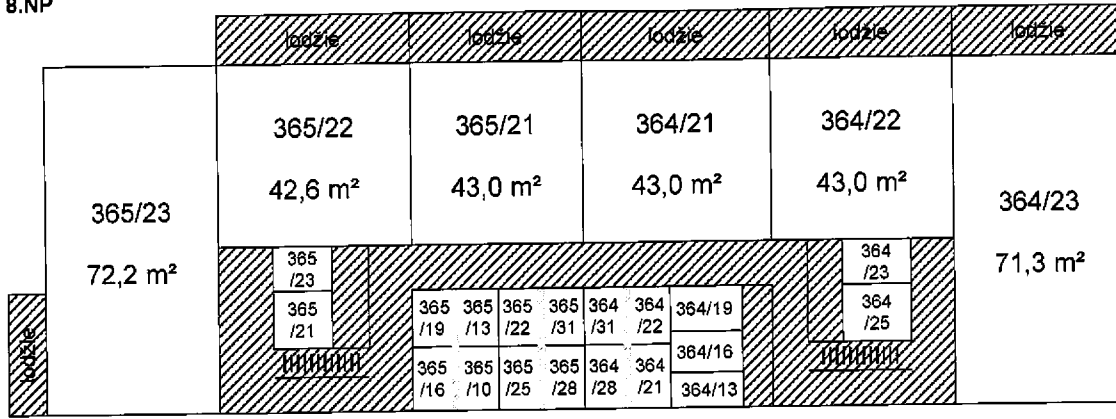 8.NP
lodžie
lodžie
lodžie
lodžie
lodžie
365/22
42,6 m²
365/21
43,0 m²
364/21
43,0 m²
364/22
43,0 m²
365/23
72,2 m²
364/23
71,3 m²
lodžie
365
/23
365
/21
364
/23
364
/25
365 365 365 365 364 364 364/19
/19 /13 /22 /31 /31 /22
364/16
365 365 365 365 364 364
/16 /10 /25 /28 /28 /21 364/13